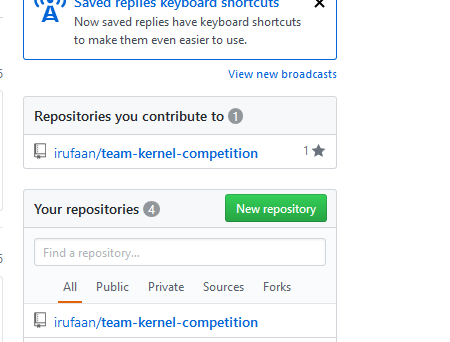 Saved replies keyboard shortcuts
Now saved replies have keyboard shortcuts
to make them even easier to use.
View new broadcasts
Repositories you contribute to 1
irufaan/team-kernel-competition 1
Your repositories 4 New repository
Find a repository...
All Public Private Sources Forks
irufaan/team-kernel-competition